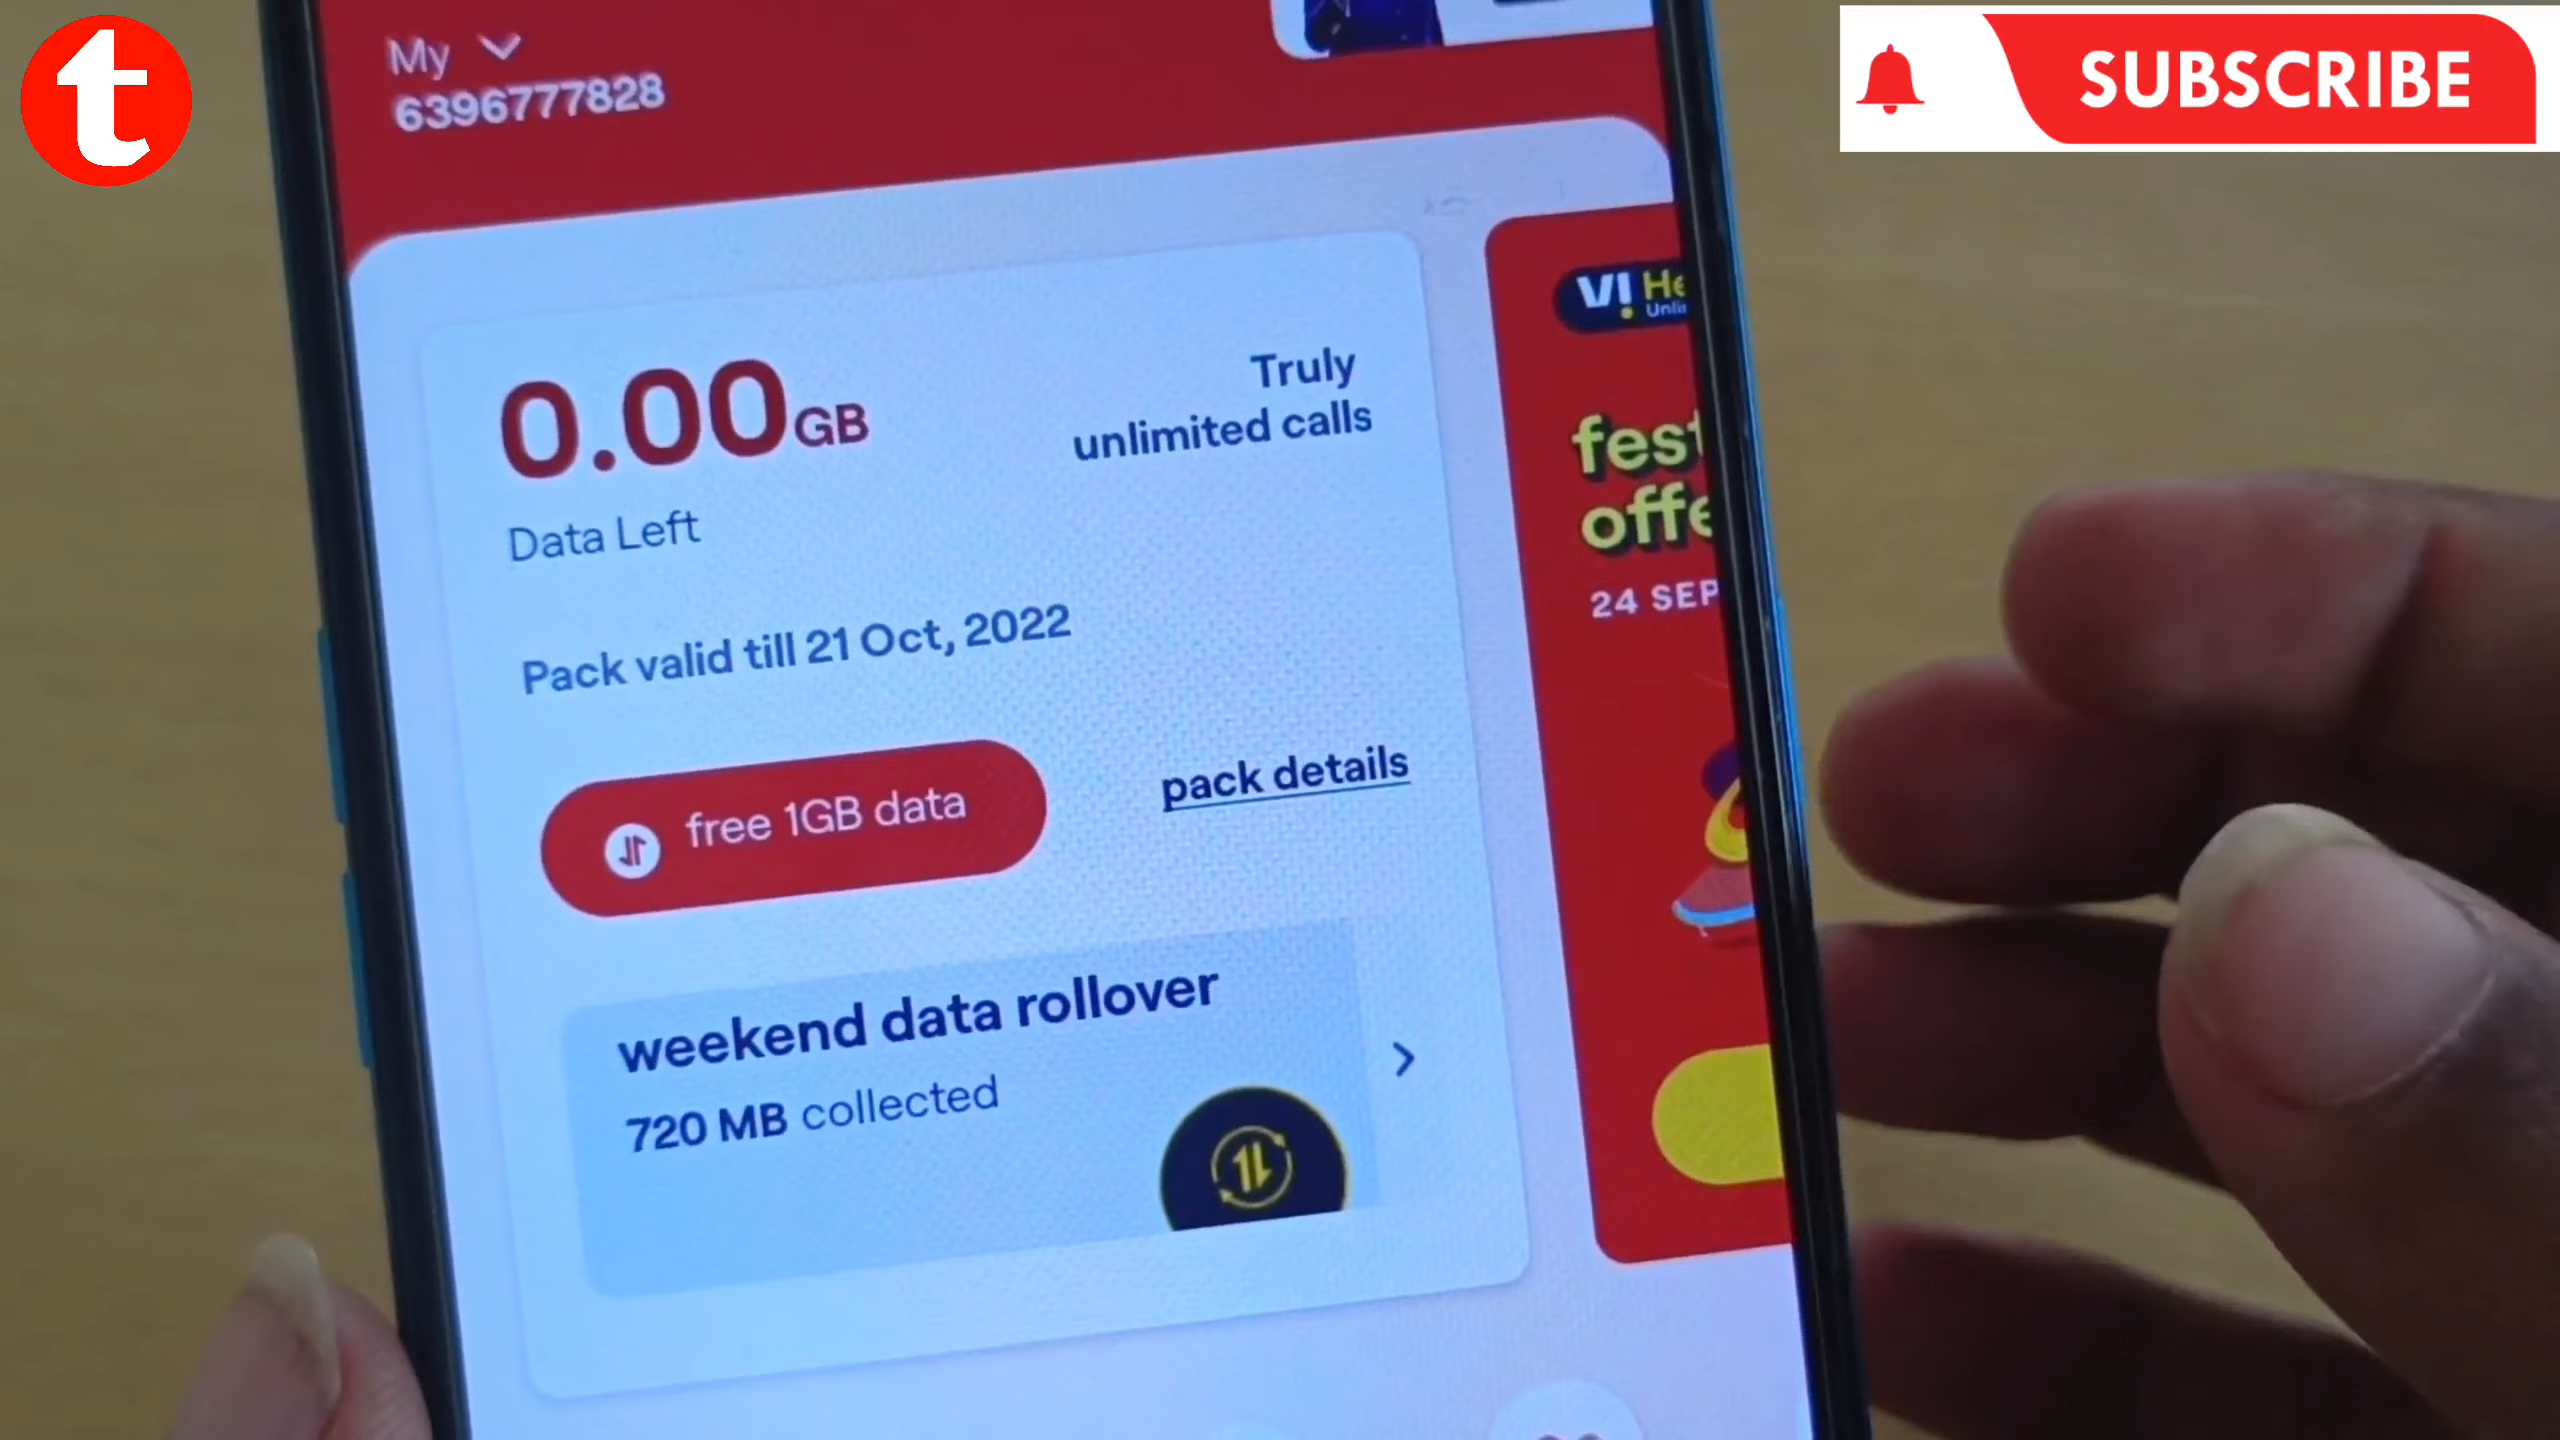 t
SUBSCRIBE
My
6396777828
0.00GB
Data Left
Truly
unlimited calls
Pack valid till 21 Oct, 2022
free 1GB data
pack details
weekend data rollover
720 MB collected
VI
24 SEP